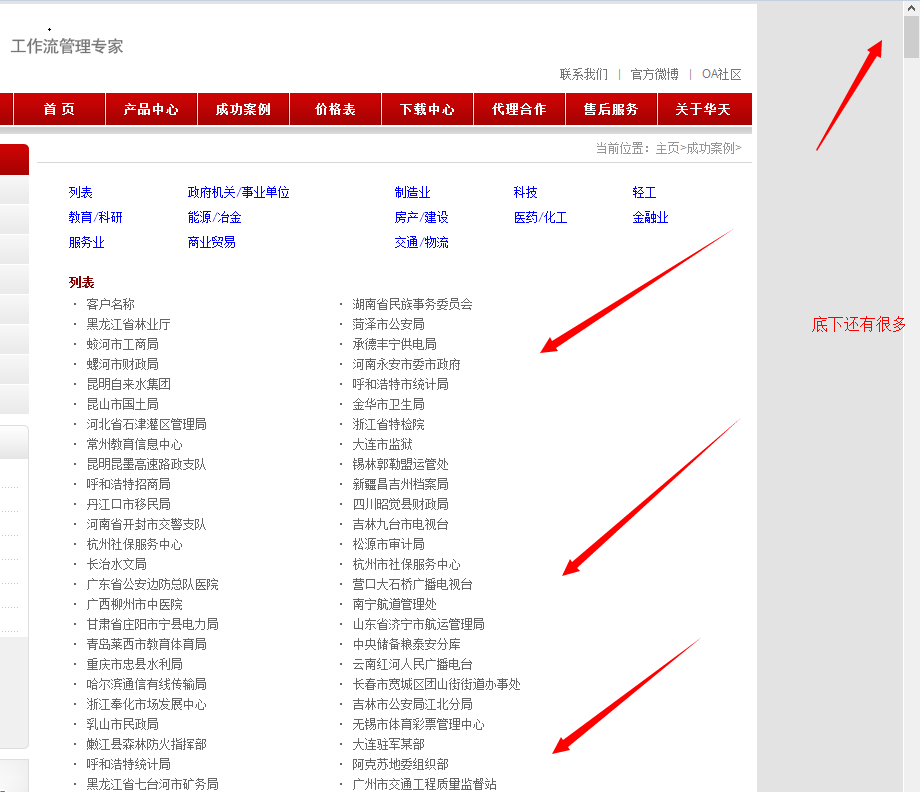 工作流管理专家
联系我们 | 官方微博 | OA社区
首 页 产品中心 成功案例 价格表 下载中心 代理合作 售后服务 关于华天
当前位置：主页>成功案例>
列表 政府机关/事业单位 制造业 科技 轻工
教育/科研 能源/冶金 房产/建设 医药/化工 金融业
服务业 商业贸易 交通/物流
列表
· 客户名称 · 湖南省民族事务委员会
· 黑龙江省林业厅 · 菏泽市公安局
底下还有很多
· 蛟河市工商局 · 承德丰宁供电局
· 螺河市财政局 · 河南永安市委市政府
· 昆明自来水集团 · 呼和浩特市统计局
· 昆山市国土局 · 金华市卫生局
· 河北省石津灌区管理局 · 浙江省特检院
· 常州教育信息中心 · 大连市监狱
· 昆明昆墨高速路政支队 · 锡林郭勒盟运管处
· 呼和浩特招商局 · 新疆昌吉州档案局
· 丹江口市移民局 · 四川昭觉县财政局
· 河南省开封市交警支队 · 吉林九台市电视台
· 杭州社保服务中心 · 松源市审计局
· 长治水文局 · 杭州市社保服务中心
· 广东省公安边防总队医院 · 营口大石桥广播电视台
· 广西柳州市中医院 · 南宁航道管理处
· 甘肃省庄阳市宁县电力局 · 山东省济宁市航运管理局
· 青岛莱西市教育体育局 · 中央储备粮泰安分库
· 重庆市忠县水利局 · 云南红河人民广播电台
· 哈尔滨通信有线传输局 · 长春市宽城区团山街街道办事处
· 浙江奉化市场发展中心 · 吉林市公安局江北分局
· 乳山市民政局 · 无锡市体育彩票管理中心
· 嫩江县森林防火指挥部 · 大连驻军某部
· 呼和浩特统计局 · 阿克苏地委组织部
· 黑龙江省七台河市矿务局 · 广州市交通工程质量监督站